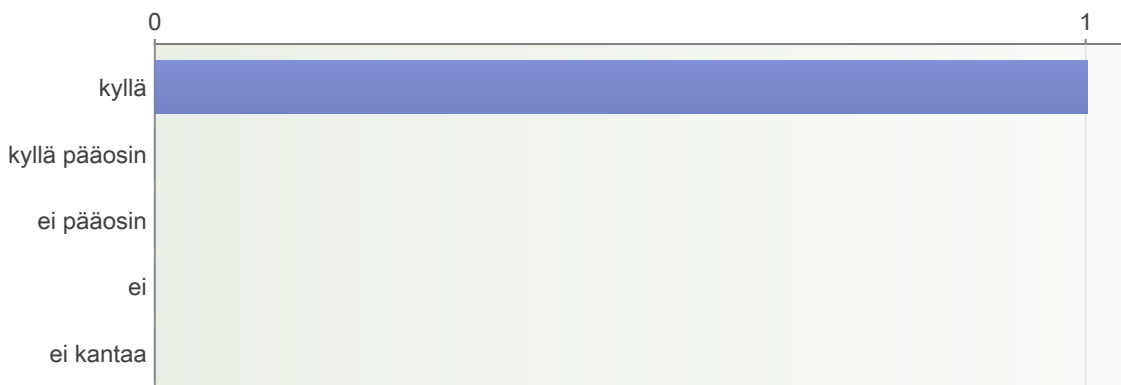 0 1
kyllä
kyllä pääosin
ei pääosin
ei
ei kantaa